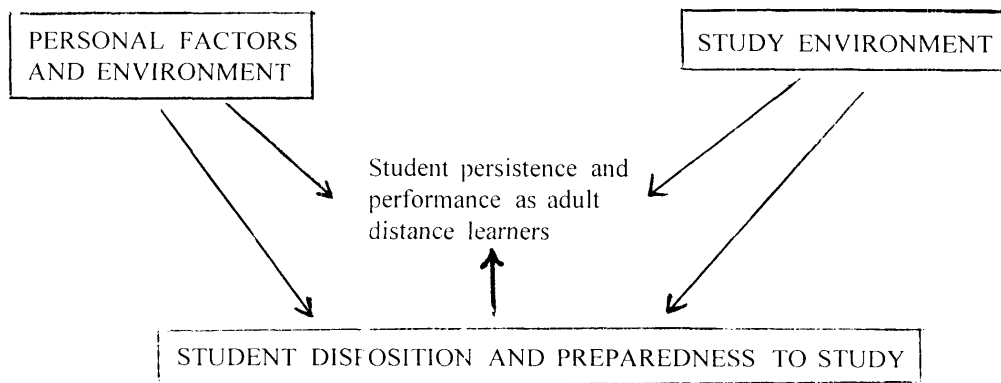 PERSONAL FACTORS
AND ENVIRONMENT
STUDY ENVIRONMENT
Student persistence and
performance as adult
distance learners
STUDENT DISPOSITION AND PREPAREDNESS TO STUDY